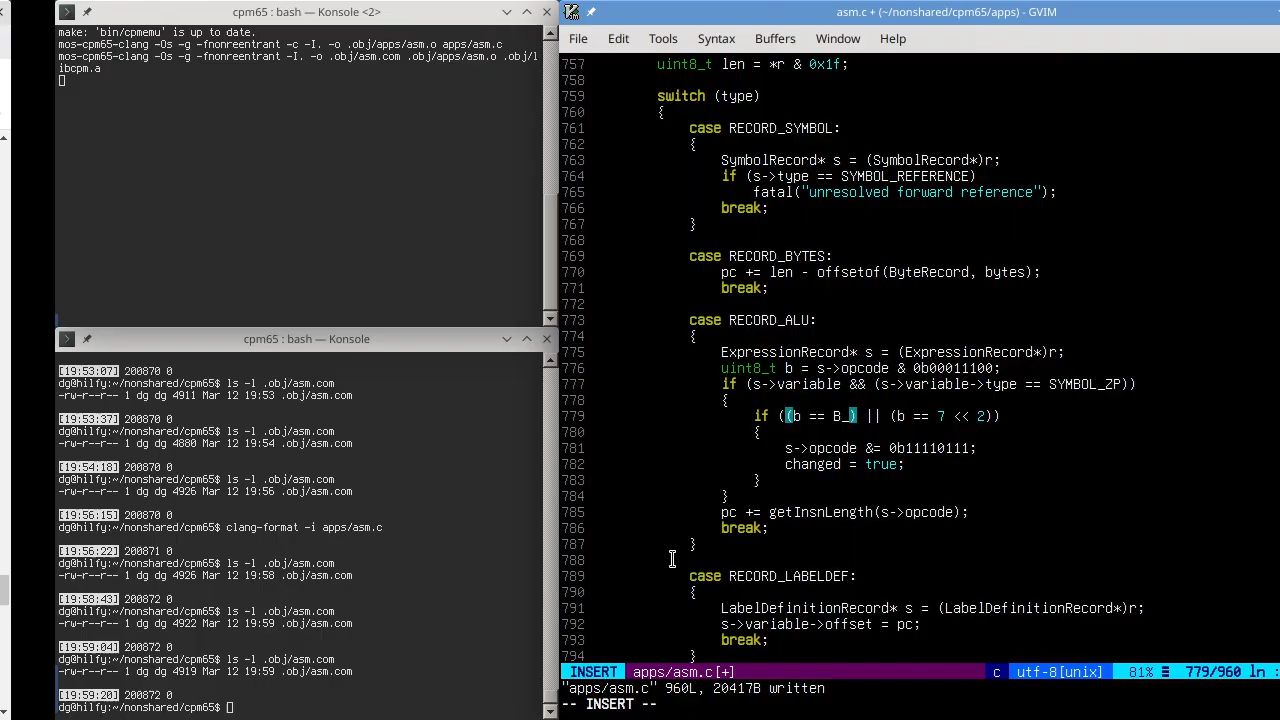 cpm65 : bash — Konsole <2>
make: 'bin/cpmemu' is up to date.
mos-cpm65-clang -Os -g -fnonreentrant -c -I. -o .obj/apps/asm.o apps/asm.c
mos-cpm65-clang -Os -g -fnonreentrant -I. -o .obj/asm.com .obj/apps/asm.o .obj/l
ibcpm.a
cpm65 : bash — Konsole
[19:53:07] 200870 0
dg@hilfy:~/nonshared/cpm65$ ls -l .obj/asm.com
-rw-r--r-- 1 dg dg 4911 Mar 12 19:53 .obj/asm.com
[19:53:37] 200870 0
dg@hilfy:~/nonshared/cpm65$ ls -l .obj/asm.com
-rw-r--r-- 1 dg dg 4880 Mar 12 19:54 .obj/asm.com
[19:54:18] 200870 0
dg@hilfy:~/nonshared/cpm65$ ls -l .obj/asm.com
-rw-r--r-- 1 dg dg 4926 Mar 12 19:56 .obj/asm.com
[19:56:15] 200870 0
dg@hilfy:~/nonshared/cpm65$ clang-format -i apps/asm.c
[19:56:22] 200871 0
dg@hilfy:~/nonshared/cpm65$ ls -l .obj/asm.com
-rw-r--r-- 1 dg dg 4926 Mar 12 19:58 .obj/asm.com
[19:58:43] 200872 0
dg@hilfy:~/nonshared/cpm65$ ls -l .obj/asm.com
-rw-r--r-- 1 dg dg 4922 Mar 12 19:59 .obj/asm.com
[19:59:04] 200872 0
dg@hilfy:~/nonshared/cpm65$ ls -l .obj/asm.com
-rw-r--r-- 1 dg dg 4919 Mar 12 19:59 .obj/asm.com
[19:59:20] 200872 0
dg@hilfy:~/nonshared/cpm65$
asm.c + (~/nonshared/cpm65/apps) - GVIM
File Edit Tools Syntax Buffers Window Help
757 uint8_t len = *r & 0x1f;
758
759 switch (type)
760 {
761 case RECORD_SYMBOL:
762 {
763 SymbolRecord* s = (SymbolRecord*)r;
764 if (s->type == SYMBOL_REFERENCE)
765 fatal("unresolved forward reference");
766 break;
767 }
768
769 case RECORD_BYTES:
770 pc += len - offsetof(ByteRecord, bytes);
771 break;
772
773 case RECORD_ALU:
774 {
775 ExpressionRecord* s = (ExpressionRecord*)r;
776 uint8_t b = s->opcode & 0b00011100;
777 if (s->variable && (s->variable->type == SYMBOL_ZP))
778 {
779 if ((b == B_) || (b == 7 << 2))
780 {
781 s->opcode &= 0b11110111;
782 changed = true;
783 }
784 }
785 pc += getInsnLength(s->opcode);
786 break;
787 }
788
789 case RECORD_LABELDEF:
790 {
791 LabelDefinitionRecord* s = (LabelDefinitionRecord*)r;
792 s->variable->offset = pc;
793 break;
794 }
INSERT apps/asm.c[+] c utf-8[unix] 81% ≡ 779/960 ln :
"apps/asm.c" 960L, 20417B written
-- INSERT --